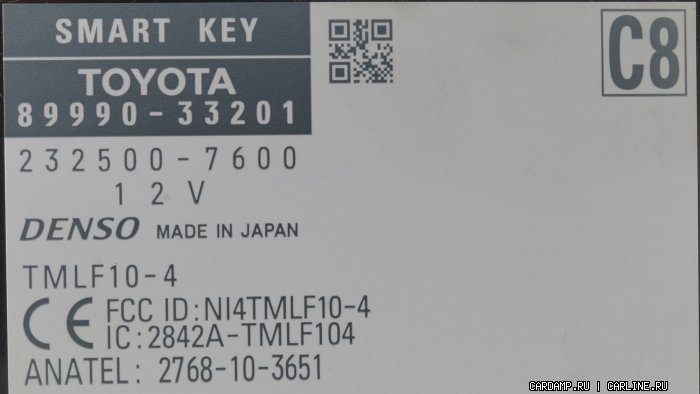 SMART KEY
C8
TOYOTA
89990-33201
232500-7600
12V
DENSO MADE IN JAPAN
TMLF10-4
CE FCC ID:NI4TMLF10-4
IC:2842A-TMLF104
ANATEL: 2768-10-3651
CARDAMP.RU | CARLINE.RU